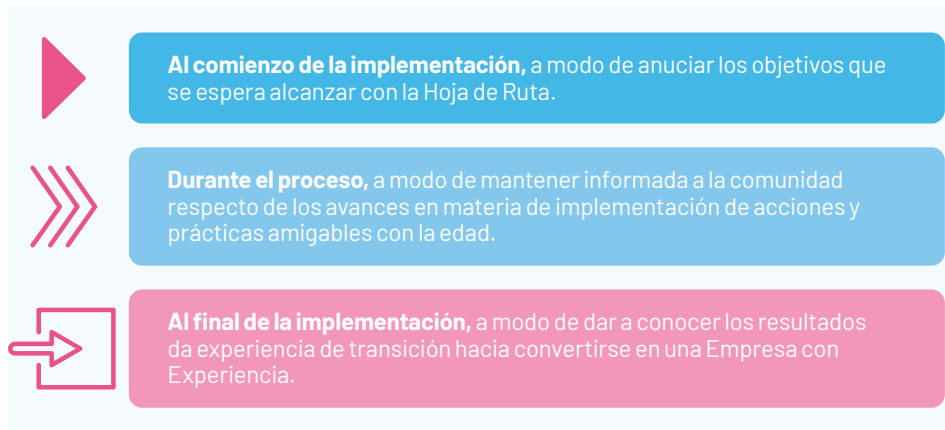 Al comienzo de la implementación, a modo de anuciar los objetivos que
se espera alcanzar con la Hoja de Ruta.
Durante el proceso, a modo de mantener informada a la comunidad
respecto de los avances en materia de implementación de acciones y
prácticas amigables con la edad.
Al final de la implementación, a modo de dar a conocer los resultados
da experiencia de transición hacia convertirse en una Empresa con
Experiencia.